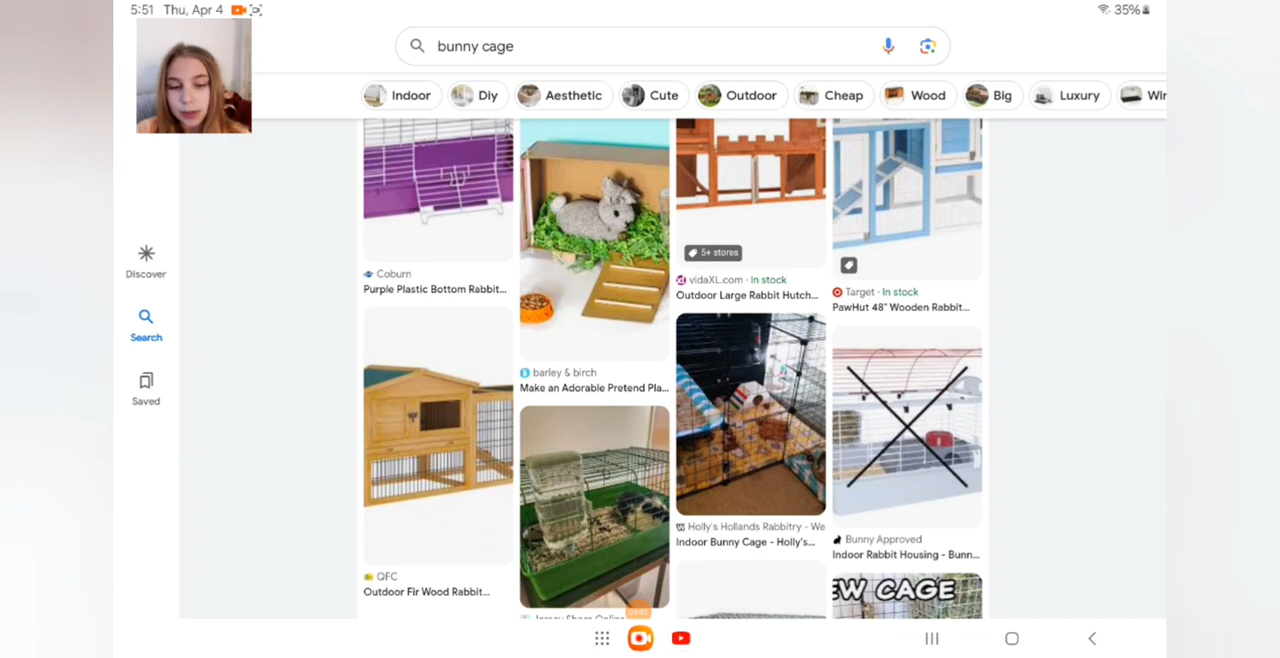 5:51 Thu, Apr 4
35%
bunny cage
Indoor
Diy
Aesthetic
Cute
Outdoor
Cheap
Wood
Big
Luxury
Wir
Discover
Search
Saved
Coburn
Purple Plastic Bottom Rabbit...
QFC
Outdoor Fir Wood Rabbit...
barley & birch
Make an Adorable Pretend Pla...
5+ stores
vidaXL.com · In stock
Outdoor Large Rabbit Hutch...
Holly's Hollands Rabbitry - We
Indoor Bunny Cage - Holly's...
Target · In stock
PawHut 48" Wooden Rabbit...
Bunny Approved
Indoor Rabbit Housing - Bunn...
EW CAGE